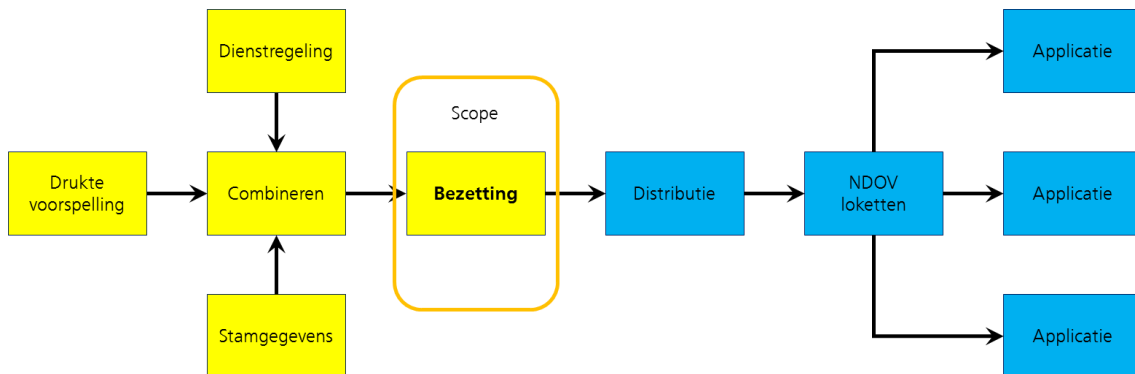 Dienstregeling
Applicatie
Scope
Drukte
voorspelling
Combineren
Bezetting
Distributie
NDOV
loketten
Applicatie
Stamgegevens
Applicatie